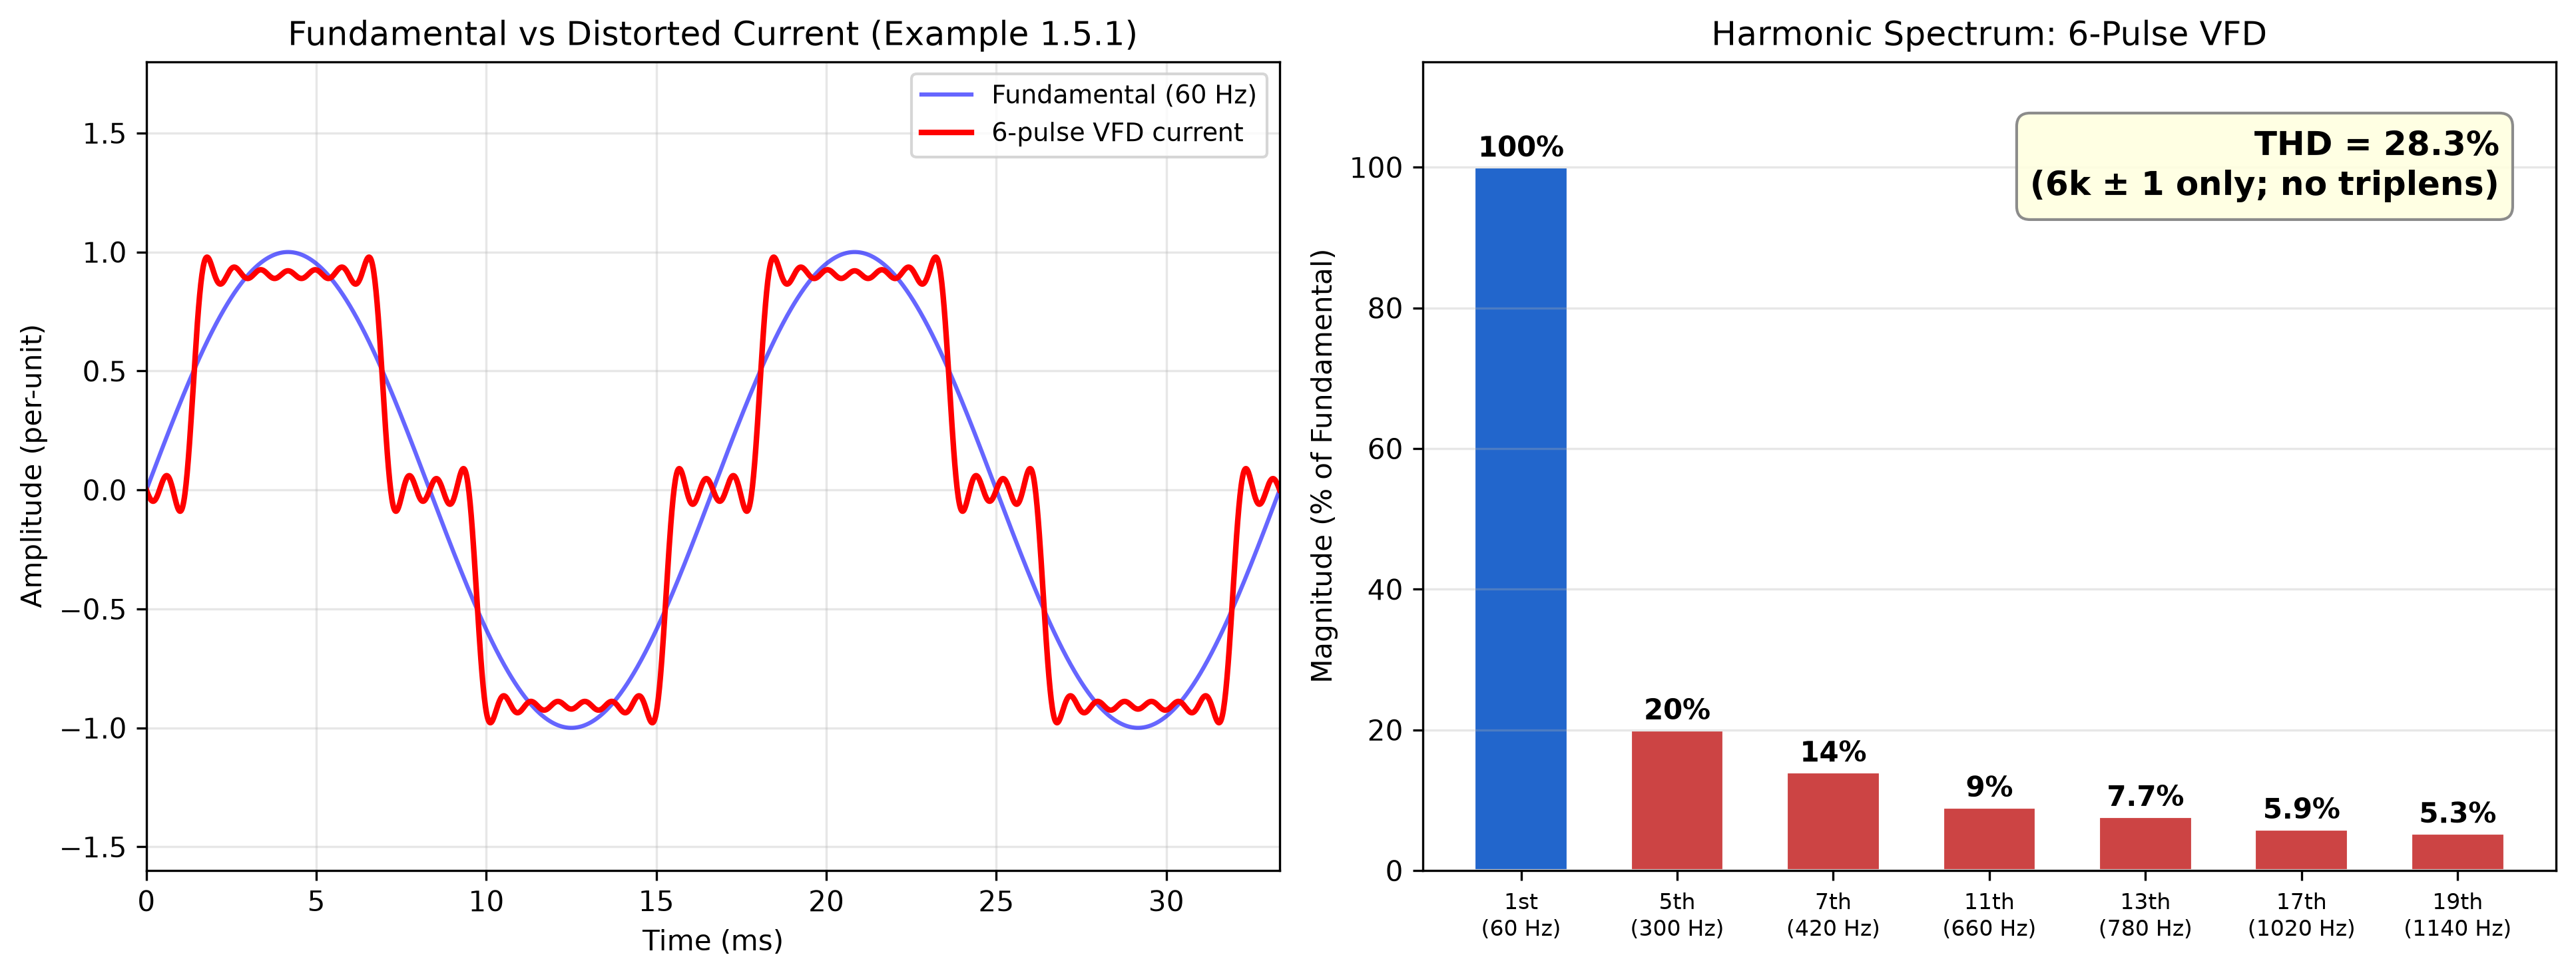 Fundamental vs Distorted Current (Example 1.5.1)
Fundamental (60 Hz)
6-pulse VFD current
Amplitude (per-unit)
1.5
1.0
0.5
0.0
−0.5
−1.0
−1.5
0 5 10 15 20 25 30
Time (ms)
Harmonic Spectrum: 6-Pulse VFD
THD = 28.3%
(6k ± 1 only; no triplens)
Magnitude (% of Fundamental)
100
80
60
40
20
0
100%
20%
14%
9%
7.7%
5.9%
5.3%
1st 5th 7th 11th 13th 17th 19th
(60 Hz) (300 Hz) (420 Hz) (660 Hz) (780 Hz) (1020 Hz) (1140 Hz)